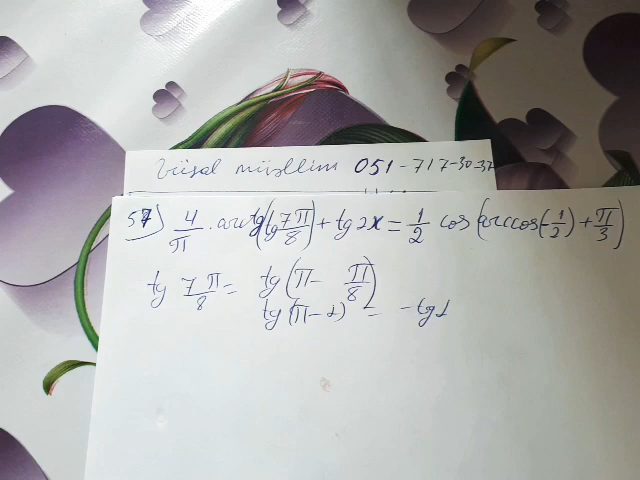 Vüsal müəllim 051-717-30-37
57) 4/π · arctg(tg 7π/8) + tg 2x = 1/2 cos(arccos(-1/2) + π/3)
tg 7π/8 = tg(π - π/8)
tg(π - α) = -tg α